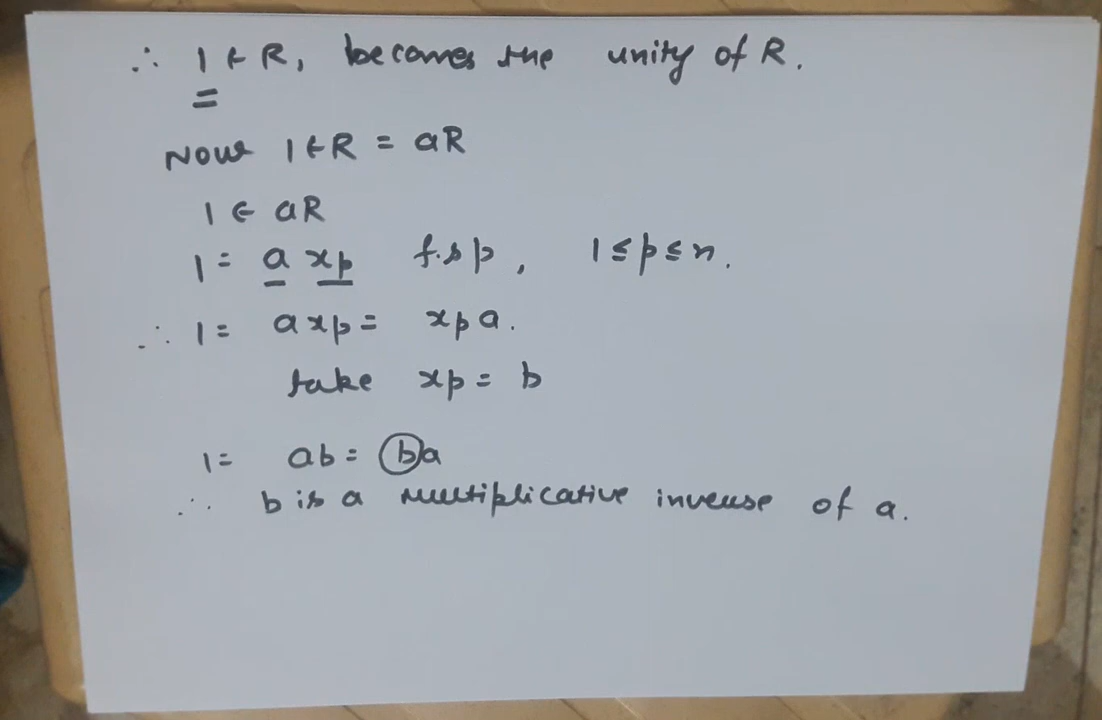 ∴ 1 ∈ R, becomes the unity of R.
Now 1 ∈ R = aR
1 ∈ aR
1 = a xp f.s p, 1 ≤ p ≤ n.
∴ 1 = a xp = xp a.
take xp = b
1 = ab = ba
∴ b is a multiplicative inverse of a.